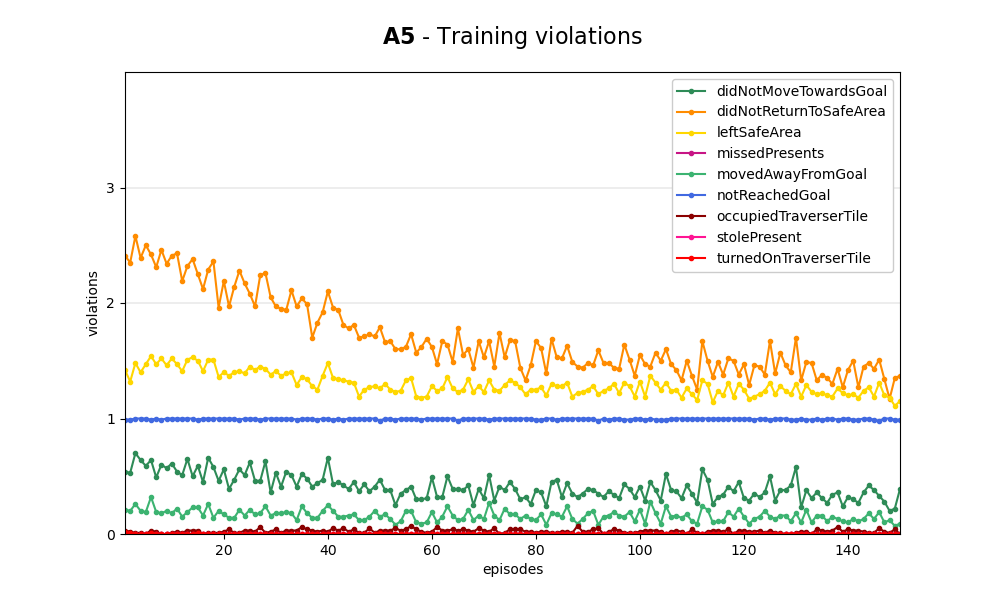 A5 - Training violations
didNotMoveTowardsGoal
didNotReturnToSafeArea
leftSafeArea
missedPresents
movedAwayFromGoal
notReachedGoal
occupiedTraverserTile
stolePresent
turnedOnTraverserTile
violations
3
2
1
0
20 40 60 80 100 120 140
episodes